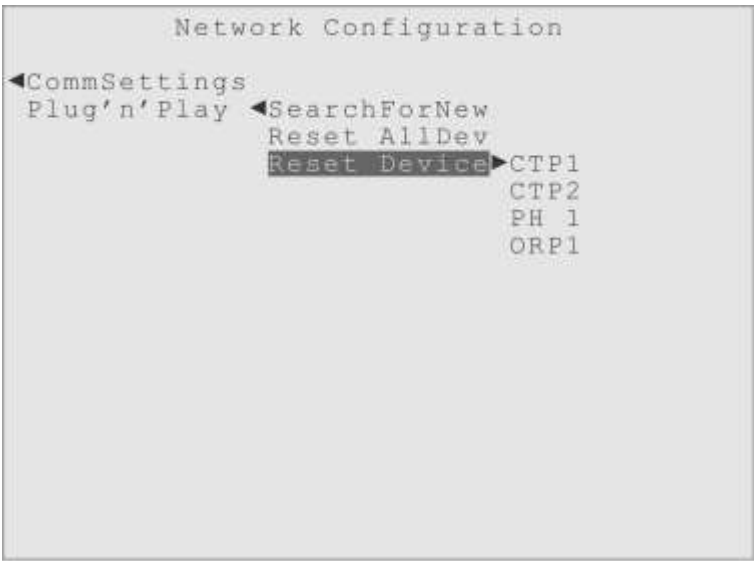 Network Configuration
◄CommSettings
Plug'n'Play ◄SearchForNew
Reset AllDev
Reset Device►CTP1
CTP2
PH 1
ORP1